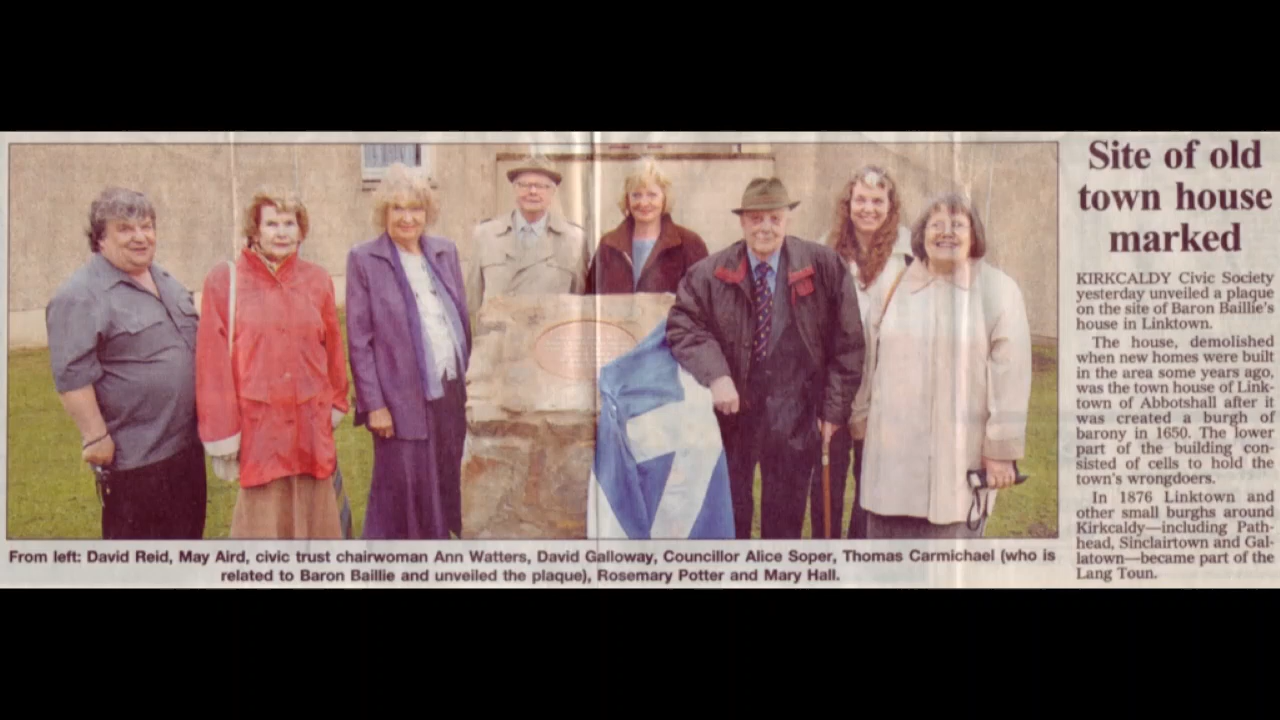 Site of old
town house
marked
KIRKCALDY Civic Society
yesterday unveiled a plaque
on the site of Baron Baillie's
house in Linktown.
The house, demolished
when new homes were built
in the area some years ago,
was the town house of Link-
town of Abbotshall after it
was created a burgh of
barony in 1650. The lower
part of the building con-
sisted of cells to hold the
town's wrongdoers.
In 1876 Linktown and
other small burghs around
Kirkcaldy—including Path-
head, Sinclairtown and Gal-
latown—became part of the
Lang Toun.
From left: David Reid, May Aird, civic trust chairwoman Ann Watters, David Galloway, Councillor Alice Soper, Thomas Carmichael (who is
related to Baron Baillie and unveiled the plaque), Rosemary Potter and Mary Hall.